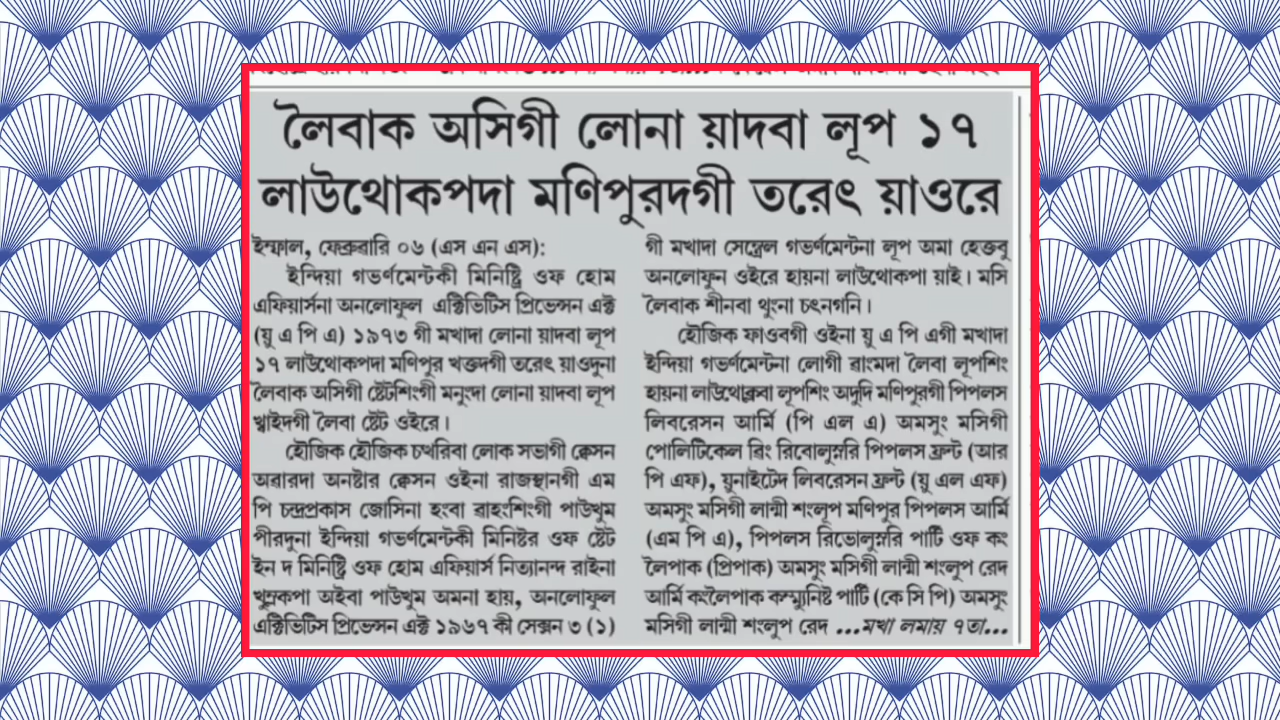 লৈবাক অসিগী লোনা য়াদবা লূপ ১৭
লাউথোকপদা মণিপুরদগী তরেৎ য়াওরে
ইম্ফাল, ফেব্রুৱারি ০৬ (এস এন এস):
ইন্দিয়া গভর্ণমেন্টকী মিনিষ্ট্রি ওফ হোম
এফিয়ার্সনা অনলোফুল এক্টিভিটিস প্রিভেন্সন এক্ট
(য়ু এ পি এ) ১৯৭৩ গী মখাদা লোনা য়াদবা লূপ
১৭ লাউথোকপদা মণিপুর খক্তদগী তরেৎ য়াওদুনা
লৈবাক অসিগী ষ্টেটশিংগী মনুংদা লোনা য়াদবা লূপ
খ্বাইদগী লৈবা ষ্টেট ওইরে।
হৌজিক হৌজিক চত্থরিবা লোক সভাগী ক্বেসন
অৱারদা অনষ্টার ক্বেসন ওইনা রাজস্থানগী এম
পি চন্দ্রপ্রকাস জোসিনা হংবা ৱাহংশিংগী পাউখুম
পীরদুনা ইন্দিয়া গভর্ণমেন্টকী মিনিষ্টর ওফ ষ্টেট
ইন দ মিনিষ্ট্রি ওফ হোম এফিয়ার্স নিত্যানন্দ রাইনা
খুম্লকপা অইবা পাউখুম অমনা হায়, অনলোফুল
এক্টিভিটিস প্রিভেন্সন এক্ট ১৯৬৭ কী সেক্সন ৩ (১)
গী মখাদা সেন্ত্রেল গভর্ণমেন্টনা লূপ অমা হেক্তবু
অনলোফুন ওইরে হায়না লাউথোকপা য়াই। মসি
লৈবাক শীনবা থুংনা চৎনগনি।
হৌজিক ফাওবগী ওইনা য়ু এ পি এগী মখাদা
ইন্দিয়া গভর্ণমেন্টনা লোগী ৱাংমদা লৈবা লূপশিং
হায়না লাউথোক্লবা লূপশিং অদুদি মণিপুরগী পিপলস
লিবরেসন আর্মি (পি এল এ) অমসুং মসিগী
পোলিটিকেল ৱিং রিবোলুস্নরি পিপলস ফ্রন্ট (আর
পি এফ), য়ুনাইটেদ লিবরেসন ফ্রন্ট (য়ু এল এফ)
অমসুং মসিগী লান্মী শংলূপ মণিপুর পিপলস আর্মি
(এম পি এ), পিপলস রিভোলুস্নরি পার্টি ওফ কং
লৈপাক (প্রিপাক) অমসুং মসিগী লান্মী শংলূপ রেদ
আর্মি কংলৈপাক কম্যুনিষ্ট পার্টি (কে সি পি) অমসুং
মসিগী লান্মী শংলূপ রেদ ...মখা লমায় ৭তা...